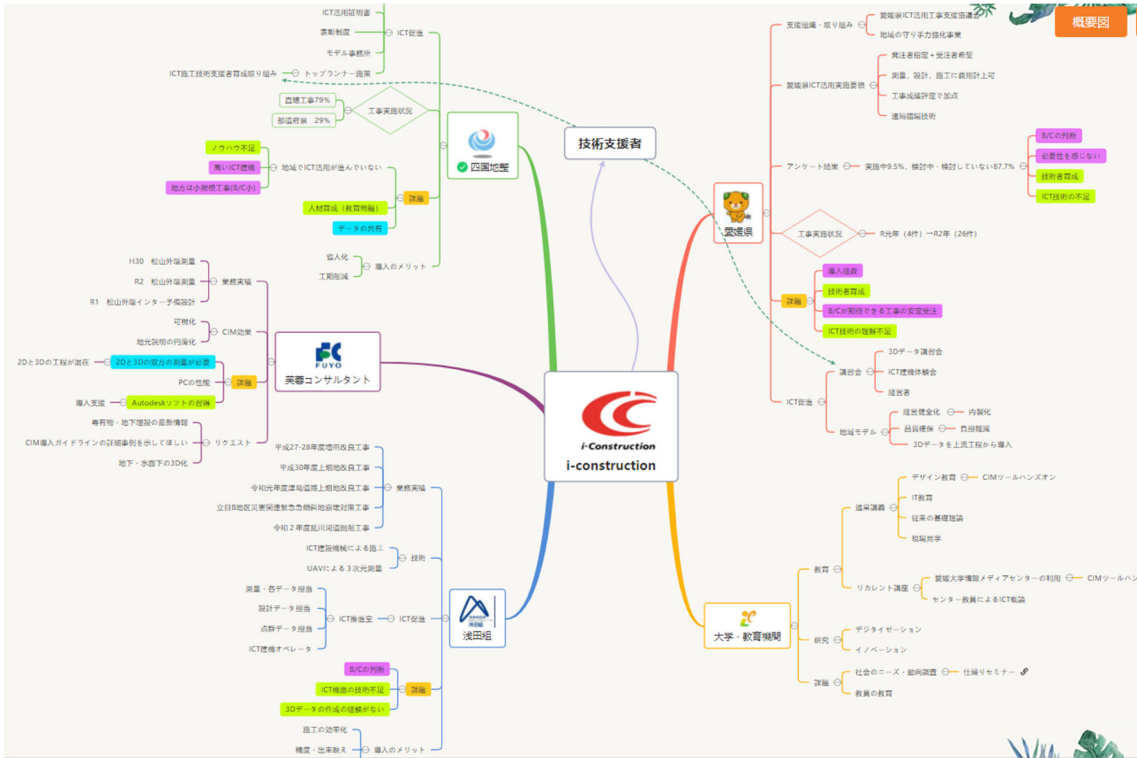 概要図
i-Construction
i-construction
技術支援者
四国地整
ICT促進
ICT活用証明書
表彰制度
モデル事務所
トップランナー施策
ICT施工技術支援者育成取り組み
工事実施状況
直轄工事79%
都道府県 29%
課題
地域でICT活用が進んでいない
ノウハウ不足
高いICT建機
地方は小規模工事(B/C小)
人材育成（教育問題）
データの共有
導入のメリット
省人化
工期削減
FUYO
芙蓉コンサルタント
業務実績
H30 松山外環測量
R2 松山外環測量
R1 松山外環インター予備設計
CIM効果
可視化
地元説明の円滑化
課題
2Dと3Dの双方の測量が必要
2Dと3Dの工程が混在
PCの性能
Autodeskソフトの習得
導入支援
リクエスト
専有物・地下埋設の最新情報
CIM導入ガイドラインの詳細事例を示してほしい
地下・水面下の3D化
浅田組
業務実績
平成30年度上畑地改良工事
令和元年度津島道路上畑地改良工事
立目B地区災害関連緊急急傾斜地崩壊対策工事
技術
ICT建設機械による施工
UAVによる３次元測量
ICT促進
ICT推進室
測量・各データ担当
設計データ担当
点群データ担当
ICT建機オペレータ
課題
B/Cの判断
ICT機器の技術不足
3Dデータの作成の経験がない
導入のメリット
施工の効率化
精度・出来映え
愛媛県
支援組織・取り組み
愛媛県ICT活用工事支援協議会
地域の守り手力強化事業
愛媛県ICT活用実施要領
発注者指定＋受注者希望
測量、設計、施工に費用計上可
工事成績評定で加点
遠隔臨場技術
アンケート結果
実施中9.5%、検討中・検討していない87.7%
B/Cの判断
必要性を感じない
技術者育成
ICT技術の不足
工事実施状況
R元年（4件）→R2年（26件）
課題
導入経費
技術者育成
B/Cが期待できる工事の安定受注
ICT技術の理解不足
ICT促進
講習会
3Dデータ講習会
ICT建機体験会
経営者
地域モデル
経営健全化
内製化
品質確保
負担軽減
3Dデータを上流工程から導入
大学・教育機関
教育
通常講義
デザイン教育
CIMツールハンズオン
IT教育
従来の基礎理論
現場見学
リカレント講座
愛媛大学情報メディアセンターの利用
CIMツールハン
センター教員によるICT概論
研究
デジタイゼーション
イノベーション
課題
社会のニーズ・動向調査
仕繰りセミナー
教員の教育